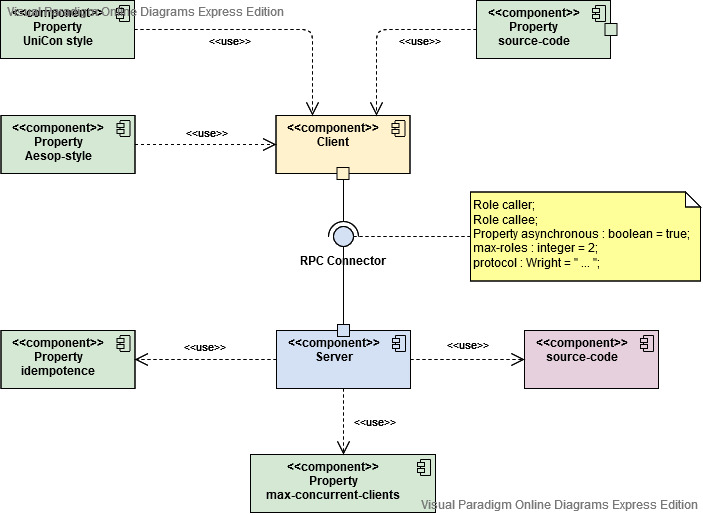 Visual Paradigm Online Diagrams Express Edition
<<component>>
Property
UniCon style
<<use>>
<<use>>
<<component>>
Property
source-code
<<component>>
Property
Aesop-style
<<use>>
<<component>>
Client
RPC Connector
Role caller;
Role callee;
Property asynchronous : boolean = true;
max-roles : integer = 2;
protocol : Wright = " ... ";
<<component>>
Property
idempotence
<<use>>
<<component>>
Server
<<use>>
<<component>>
source-code
<<use>>
<<component>>
Property
max-concurrent-clients
Visual Paradigm Online Diagrams Express Edition